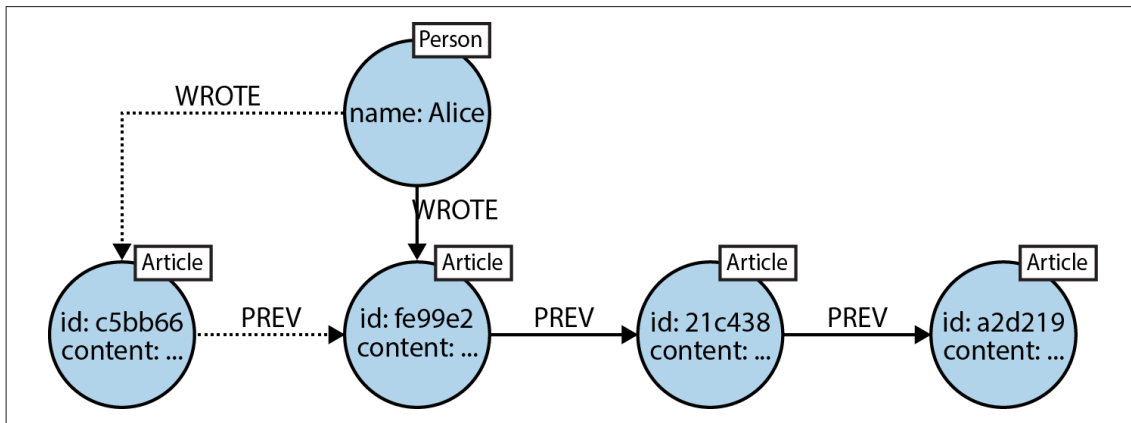 Person
WROTE
name: Alice
WROTE
Article
Article
Article
Article
id: c5bb66
content: ...
PREV
id: fe99e2
content: ...
PREV
id: 21c438
content: ...
PREV
id: a2d219
content: ...